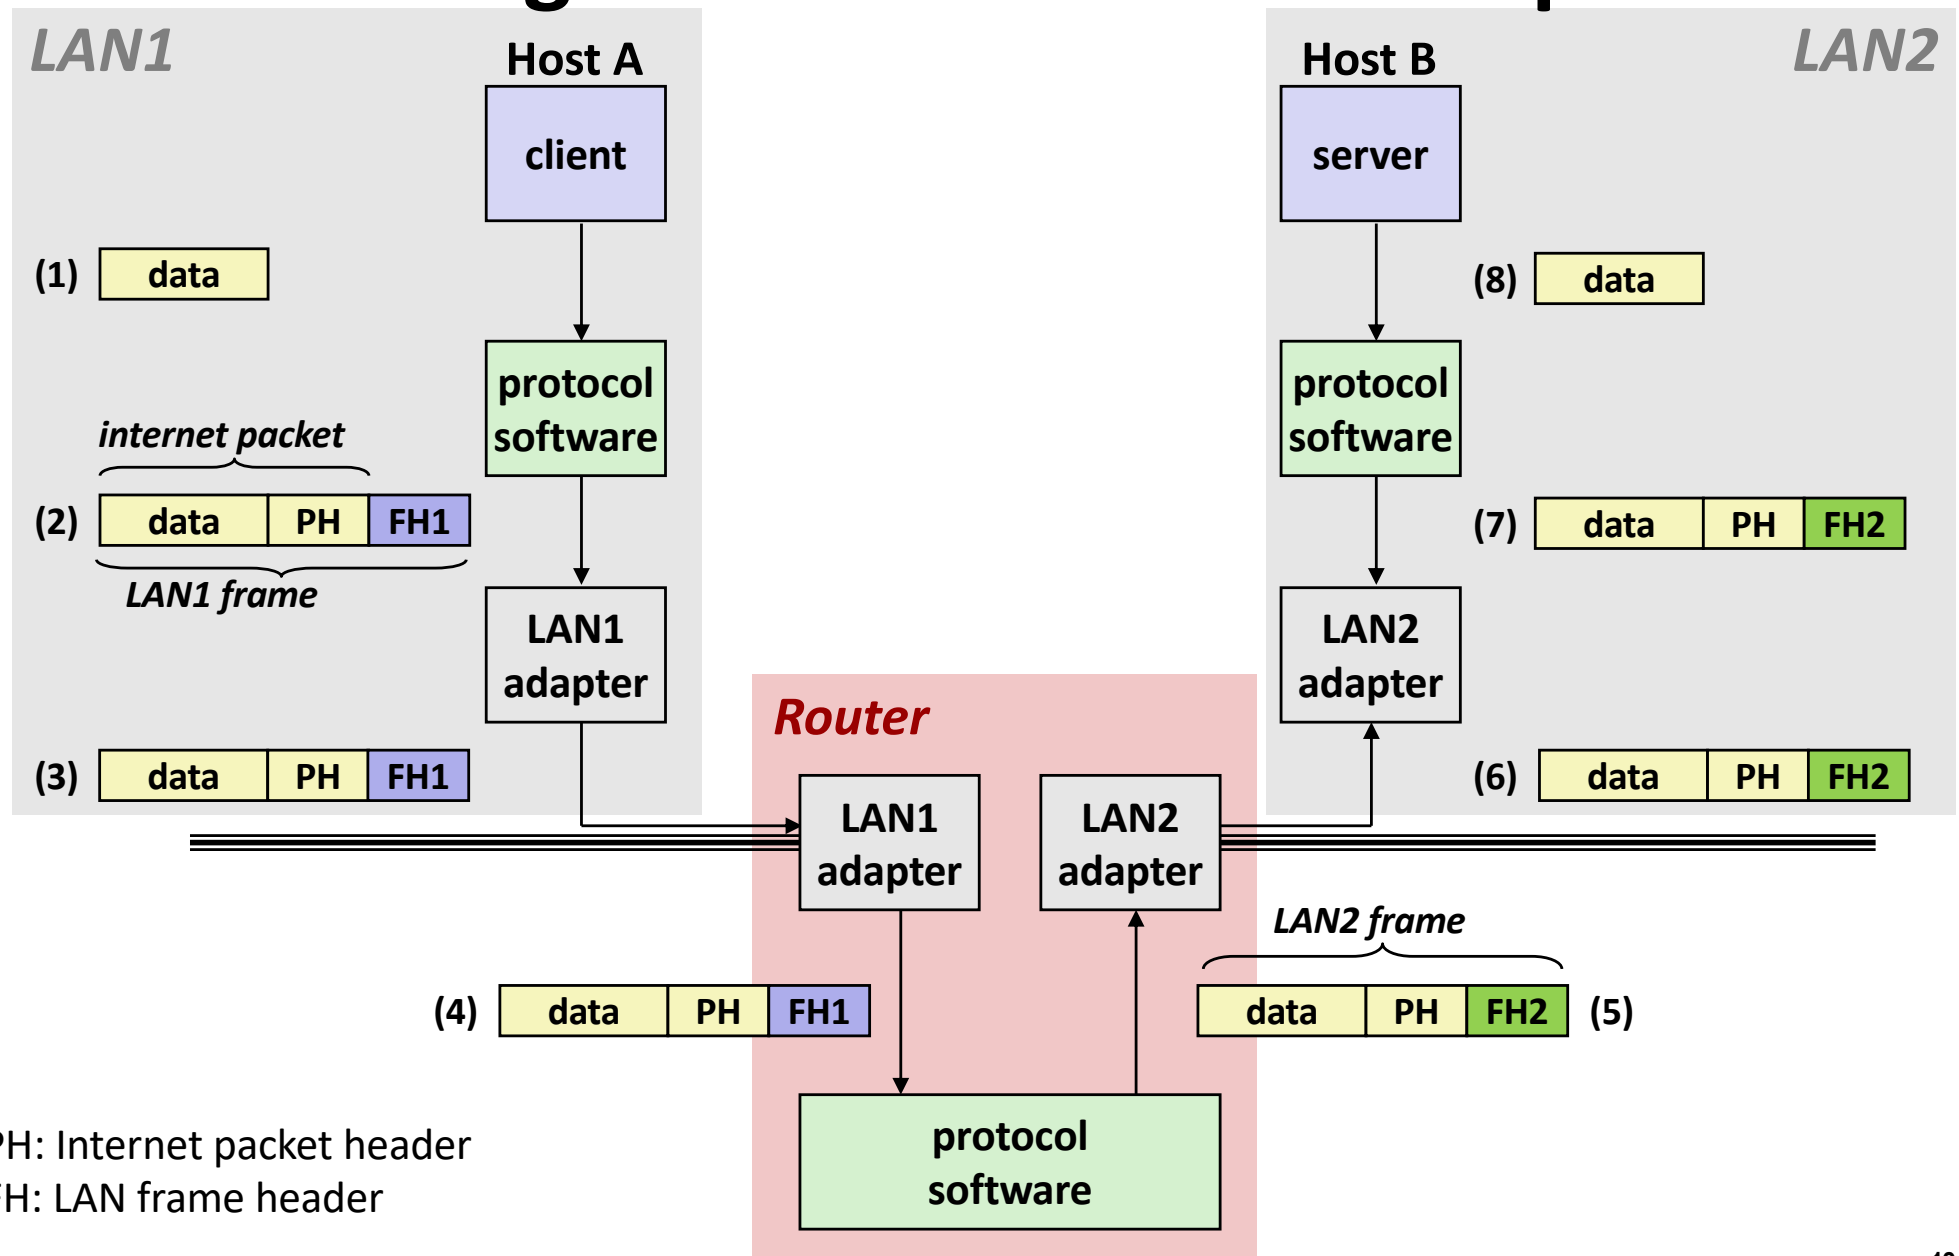 LAN1
Host A
client
(1) data
protocol
software
internet packet
(2) data PH FH1
LAN1 frame
LAN1
adapter
(3) data PH FH1
Host B
LAN2
server
(8) data
protocol
software
(7) data PH FH2
LAN2
adapter
(6) data PH FH2
Router
LAN1
adapter
LAN2
adapter
LAN2 frame
(4) data PH FH1
data PH FH2 (5)
protocol
software
PH: Internet packet header
FH: LAN frame header